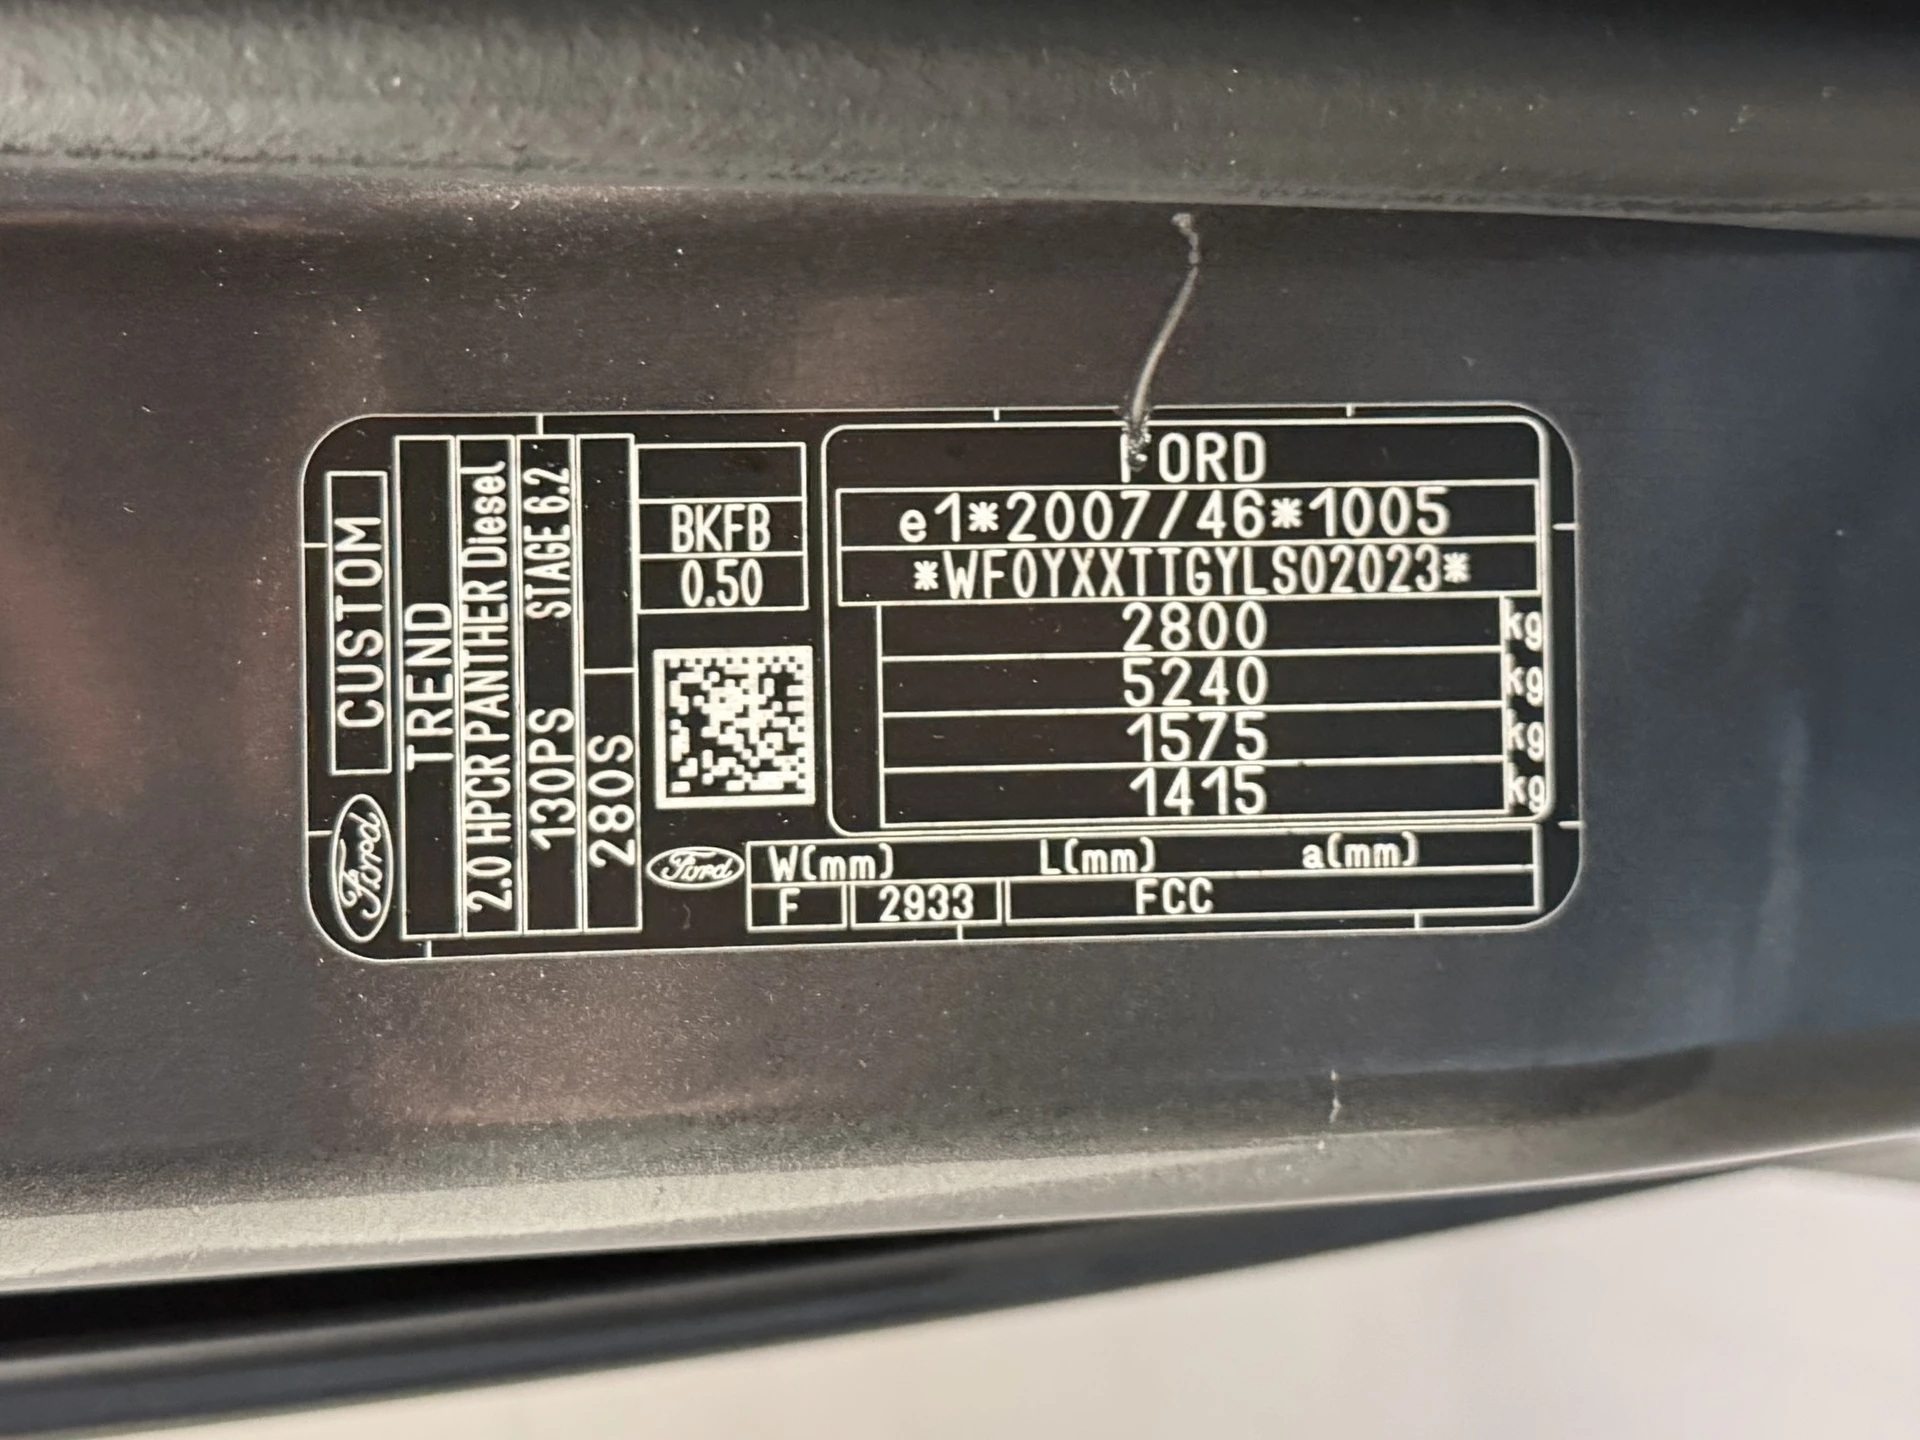 CUSTOM
Ford
TREND
2.0 HPCR PANTHER Diesel
130PS STAGE 6.2
280S
BKFB
0.50
Ford
FORD
e1*2007/46*1005
*WF0YXXTTGYLS02023*
2800 kg
5240 kg
1575 kg
1415 kg
W(mm) L(mm) a(mm)
F 2933 FCC